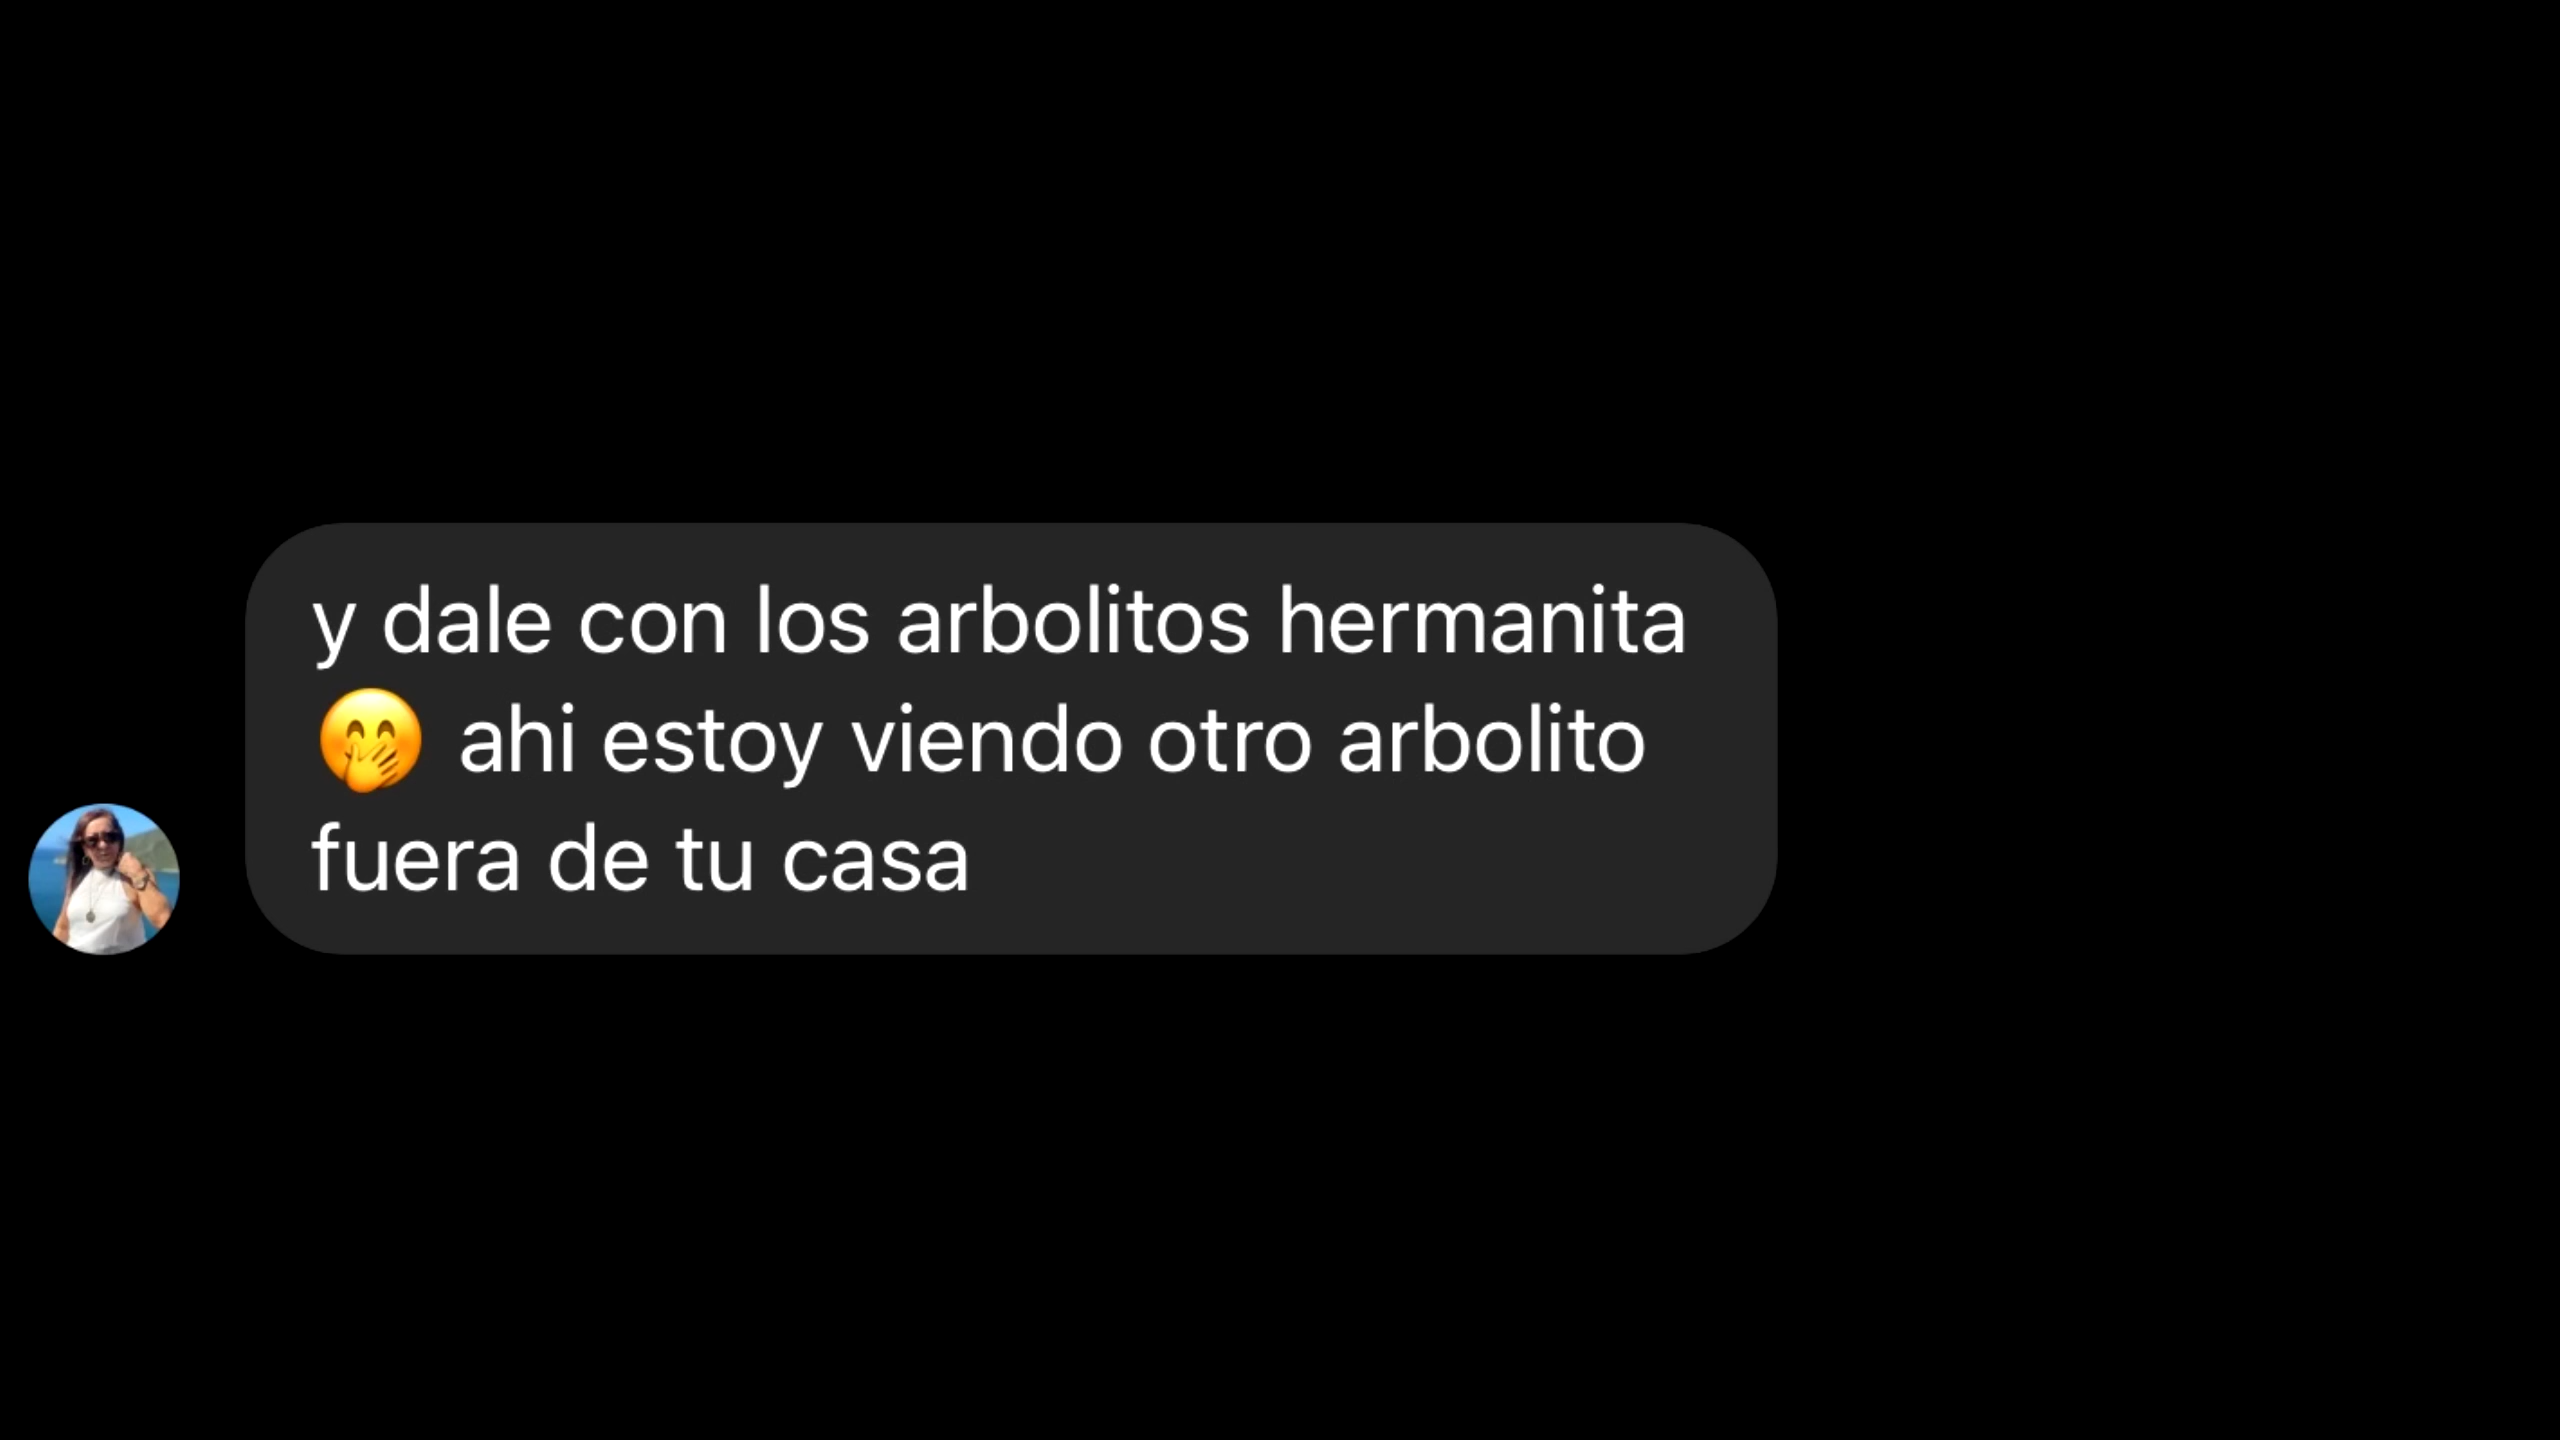 y dale con los arbolitos hermanita
🤭 ahi estoy viendo otro arbolito
fuera de tu casa